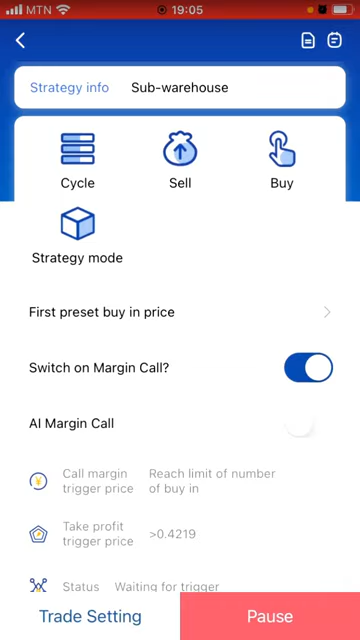 MTN 19:05
Strategy info Sub-warehouse
Cycle Sell Buy
Strategy mode
First preset buy in price
Switch on Margin Call?
AI Margin Call
Call margin trigger price Reach limit of number of buy in
Take profit trigger price >0.4219
Status Waiting for trigger
Trade Setting Pause